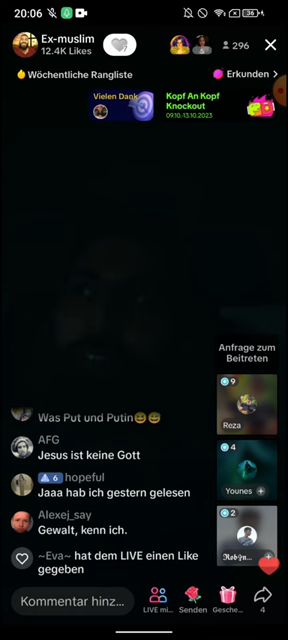 20:06
36
Ex-muslim
12.4K Likes
296
Wöchentliche Rangliste
Erkunden >
Vielen Dank
Kopf An Kopf
Knockout
09.10-13.10.2023
Anfrage zum
Beitreten
9
Reza
Was Put und Putin😅😅
AFG
Jesus ist keine Gott
4
Younes +
6 hopeful
Jaaa hab ich gestern gelesen
Alexej_say
Gewalt, kenn ich.
2
~Eva~ hat dem LIVE einen Like
gegeben
Kommentar hinz...
LIVE mi...
Senden
Gesche...
4